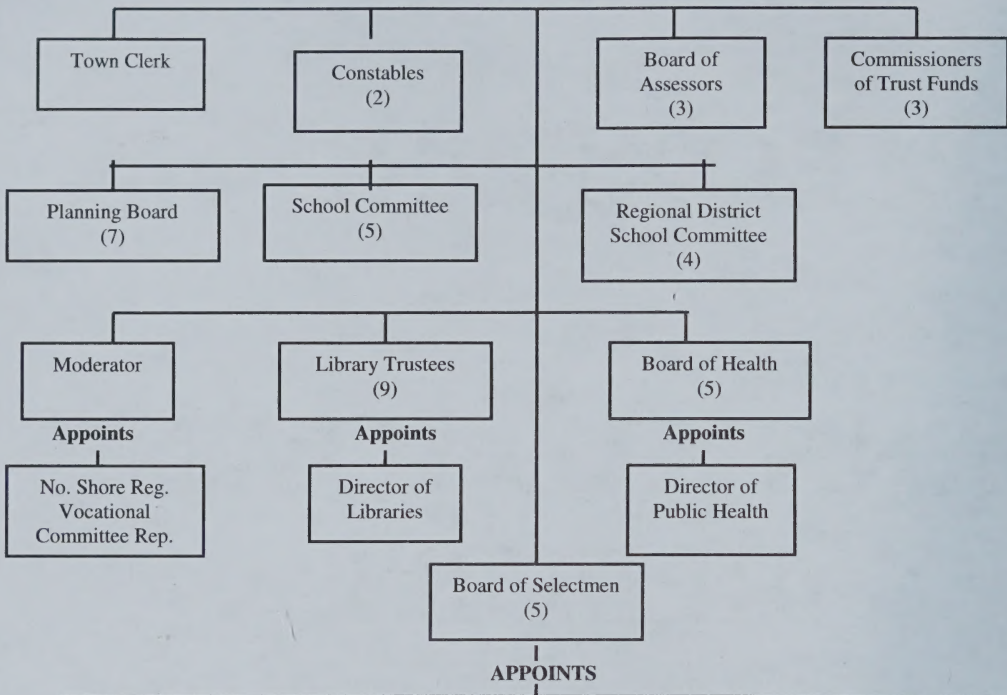 Town Clerk
Constables
(2)
Board of
Assessors
(3)
Commissioners
of Trust Funds
(3)
Planning Board
(7)
School Committee
(5)
Regional District
School Committee
(4)
Moderator
Library Trustees
(9)
Board of Health
(5)
Appoints
Appoints
Appoints
No. Shore Reg.
Vocational
Committee Rep.
Director of
Libraries
Director of
Public Health
Board of Selectmen
(5)
APPOINTS